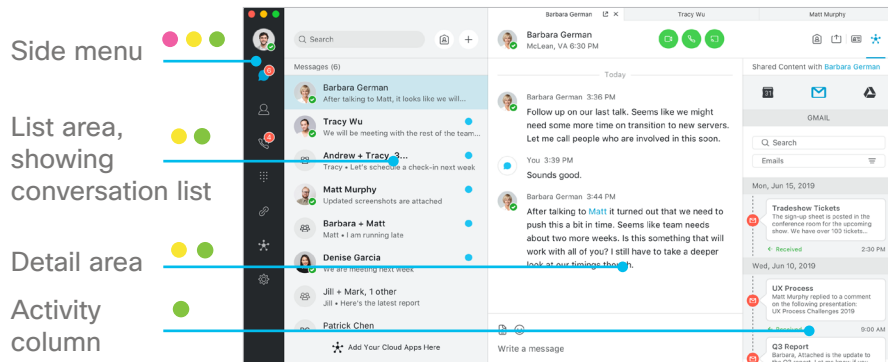 Side menu
List area,
showing
conversation list
Detail area
Activity
column
6
4
Search
Messages (6)
Barbara German
After talking to Matt, it looks like we will...
Tracy Wu
We will be meeting with the rest of the team...
Andrew + Tracy, 3...
Tracy • Let's schedule a check-in next week
Matt Murphy
Updated screenshots are attached
Barbara + Matt
Matt • I am running late
Denise Garcia
We are meeting next week
Jill + Mark, 1 other
Jill • Here's the latest report
Patrick Chen
Add Your Cloud Apps Here
Barbara German
Tracy Wu
Matt Murphy
Barbara German
McLean, VA 6:30 PM
Today
Barbara German 3:36 PM
Follow up on our last talk. Seems like we might
need some more time on transition to new servers.
Let me call people who are involved in this soon.
You 3:39 PM
Sounds good.
Barbara German 3:44 PM
After talking to Matt it turned out that we need to
push this a bit in time. Seems like team needs
about two more weeks. Is this something that will
work with all of you? I still have to take a deeper
look at our timings though.
Write a message
Shared Content with Barbara German
31
GMAIL
Search
Emails
Mon, Jun 15, 2019
Tradeshow Tickets
The sign-up sheet is posted in the
conference room for the upcoming
show. We have over 100 tickets...
Received 2:30 PM
Wed, Jun 10, 2019
UX Process
Matt Murphy replied to a comment
on the following presentation:
UX Process Challenges 2019
Received 9:00 AM
Q3 Report
Barbara, Attached is the update to
the Q3 report. Let me know if you